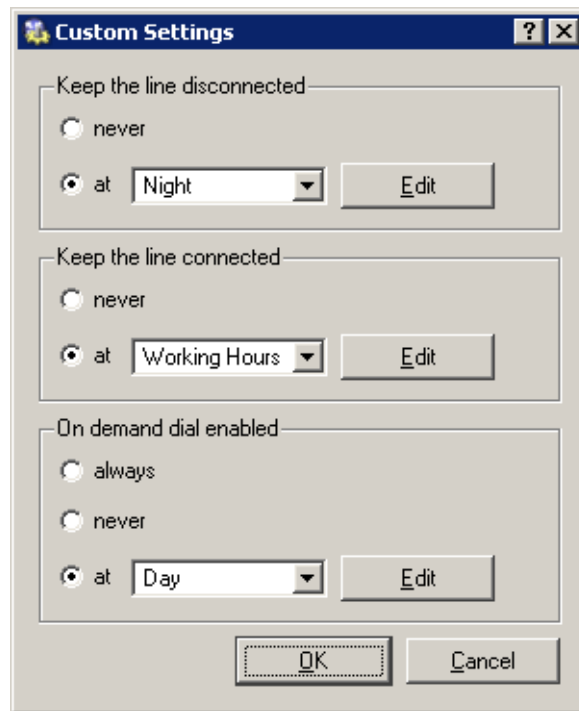 Custom Settings
Keep the line disconnected
never
at Night Edit
Keep the line connected
never
at Working Hours Edit
On demand dial enabled
always
never
at Day Edit
OK Cancel